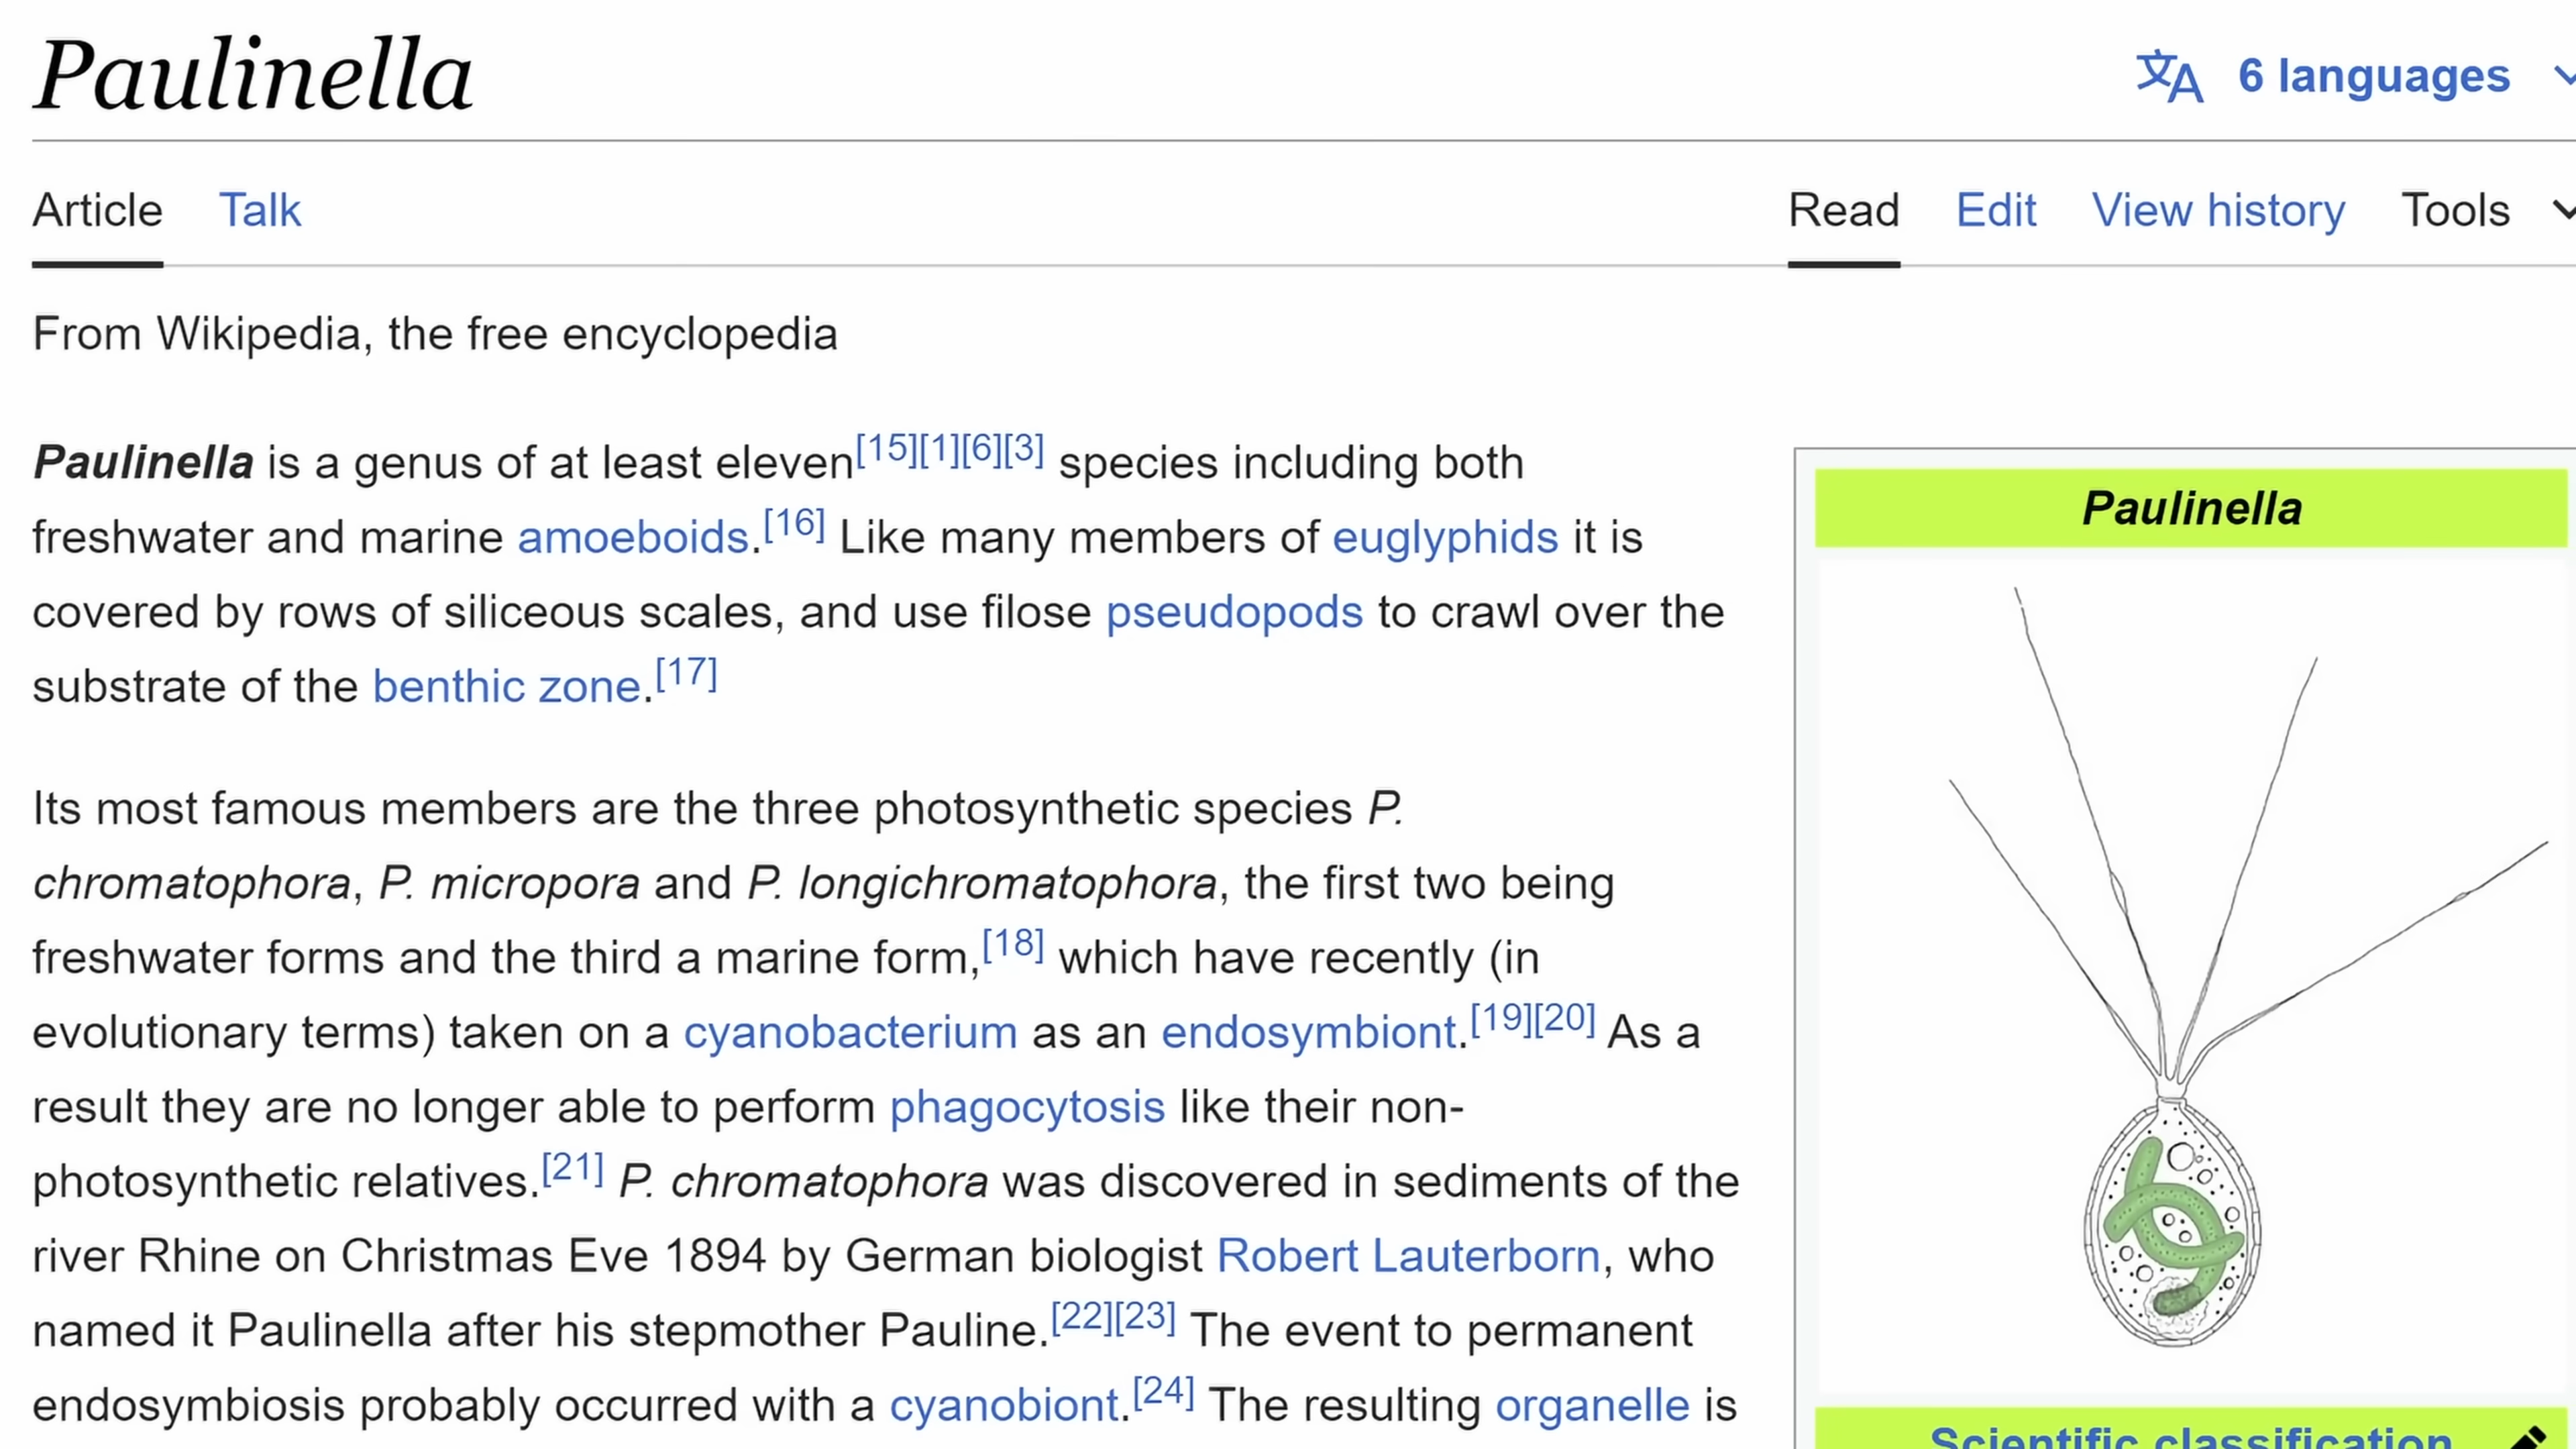 Paulinella
文A 6 languages
Article Talk Read Edit View history Tools
From Wikipedia, the free encyclopedia
Paulinella is a genus of at least eleven[15][1][6][3] species including both
freshwater and marine amoeboids.[16] Like many members of euglyphids it is
covered by rows of siliceous scales, and use filose pseudopods to crawl over the
substrate of the benthic zone.[17]
Its most famous members are the three photosynthetic species P.
chromatophora, P. micropora and P. longichromatophora, the first two being
freshwater forms and the third a marine form,[18] which have recently (in
evolutionary terms) taken on a cyanobacterium as an endosymbiont.[19][20] As a
result they are no longer able to perform phagocytosis like their non-
photosynthetic relatives.[21] P. chromatophora was discovered in sediments of the
river Rhine on Christmas Eve 1894 by German biologist Robert Lauterborn, who
named it Paulinella after his stepmother Pauline.[22][23] The event to permanent
endosymbiosis probably occurred with a cyanobiont.[24] The resulting organelle is
Paulinella
Scientific classification